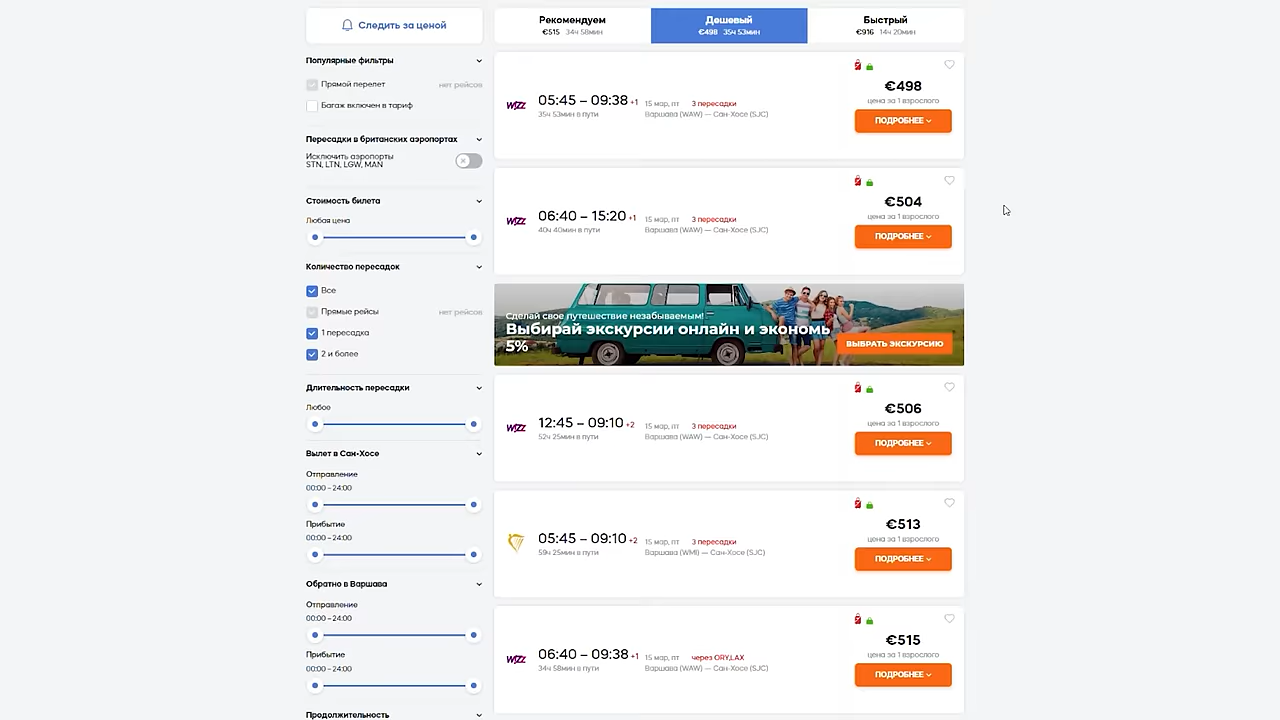 Следить за ценой
Популярные фильтры
Прямой перелет нет рейсов
Багаж включен в тариф
Пересадки в британских аэропортах
Исключить аэропорты
STN, LTN, LGW, MAN
Стоимость билета
Любая цена
Количество пересадок
Все
Прямые рейсы нет рейсов
1 пересадка
2 и более
Длительность пересадки
Любое
Вылет в Сан-Хосе
Отправление
00:00 – 24:00
Прибытие
00:00 – 24:00
Обратно в Варшава
Отправление
00:00 – 24:00
Прибытие
00:00 – 24:00
Продолжительность
Рекомендуем
€515 34ч 58мин
Дешевый
€498 35ч 53мин
Быстрый
€916 14ч 20мин
WIZZ
05:45 – 09:38 +1
35ч 53мин в пути
15 мар, пт 3 пересадки
Варшава (WAW) — Сан-Хосе (SJC)
€498
цена за 1 взрослого
ПОДРОБНЕЕ
WIZZ
06:40 – 15:20 +1
40ч 40мин в пути
15 мар, пт 3 пересадки
Варшава (WAW) — Сан-Хосе (SJC)
€504
цена за 1 взрослого
ПОДРОБНЕЕ
Сделай свое путешествие незабываемым!
Выбирай экскурсии онлайн и экономь
5%
ВЫБРАТЬ ЭКСКУРСИЮ
WIZZ
12:45 – 09:10 +2
52ч 25мин в пути
15 мар, пт 3 пересадки
Варшава (WAW) — Сан-Хосе (SJC)
€506
цена за 1 взрослого
ПОДРОБНЕЕ
05:45 – 09:10 +2
59ч 25мин в пути
15 мар, пт 3 пересадки
Варшава (WMI) — Сан-Хосе (SJC)
€513
цена за 1 взрослого
ПОДРОБНЕЕ
WIZZ
06:40 – 09:38 +1
34ч 58мин в пути
15 мар, пт через ORY,LAX
Варшава (WAW) — Сан-Хосе (SJC)
€515
цена за 1 взрослого
ПОДРОБНЕЕ